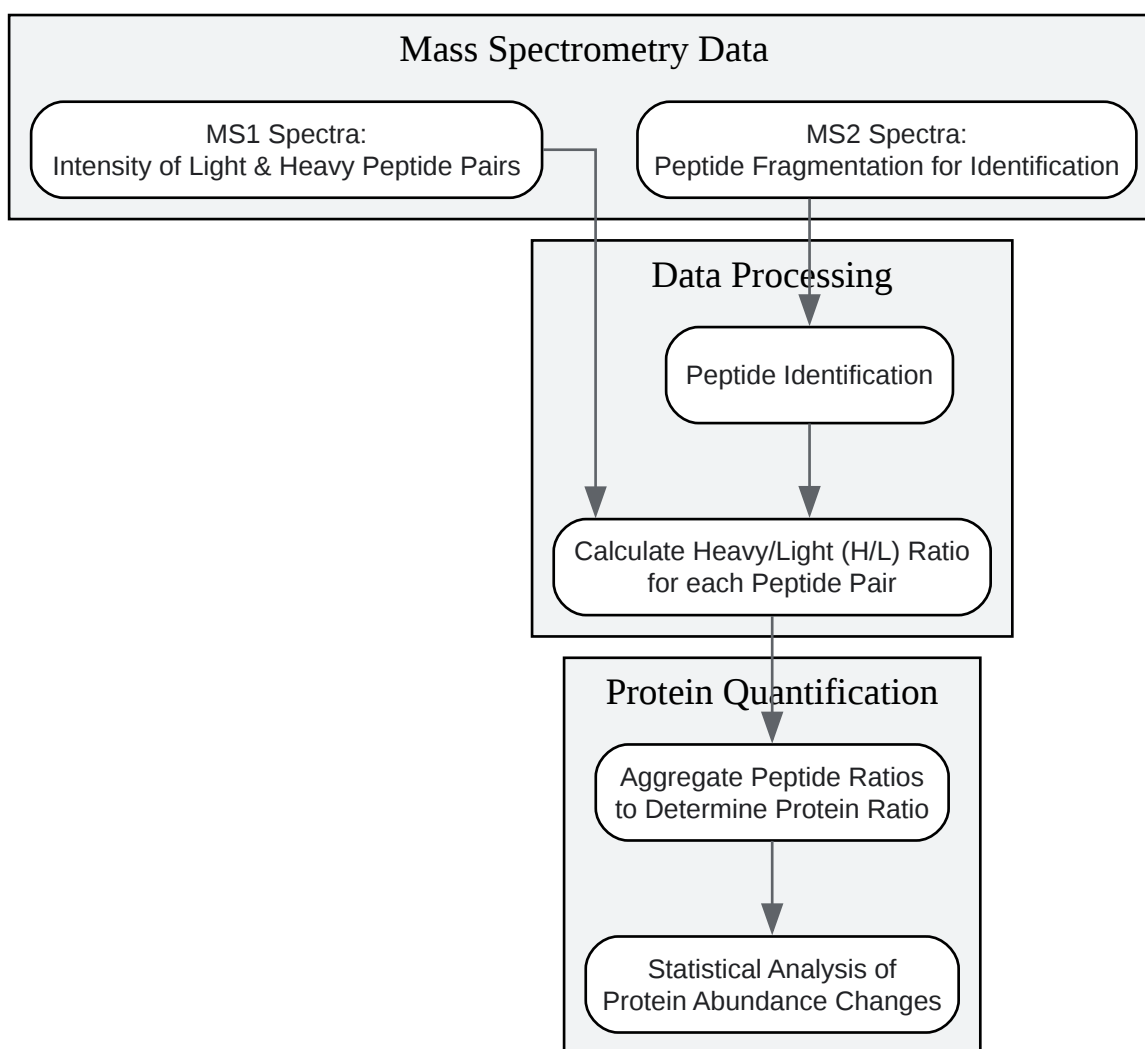 Mass Spectrometry Data
MS1 Spectra:
Intensity of Light & Heavy Peptide Pairs
MS2 Spectra:
Peptide Fragmentation for Identification
Data Processing
Peptide Identification
Calculate Heavy/Light (H/L) Ratio
for each Peptide Pair
Protein Quantification
Aggregate Peptide Ratios
to Determine Protein Ratio
Statistical Analysis of
Protein Abundance Changes